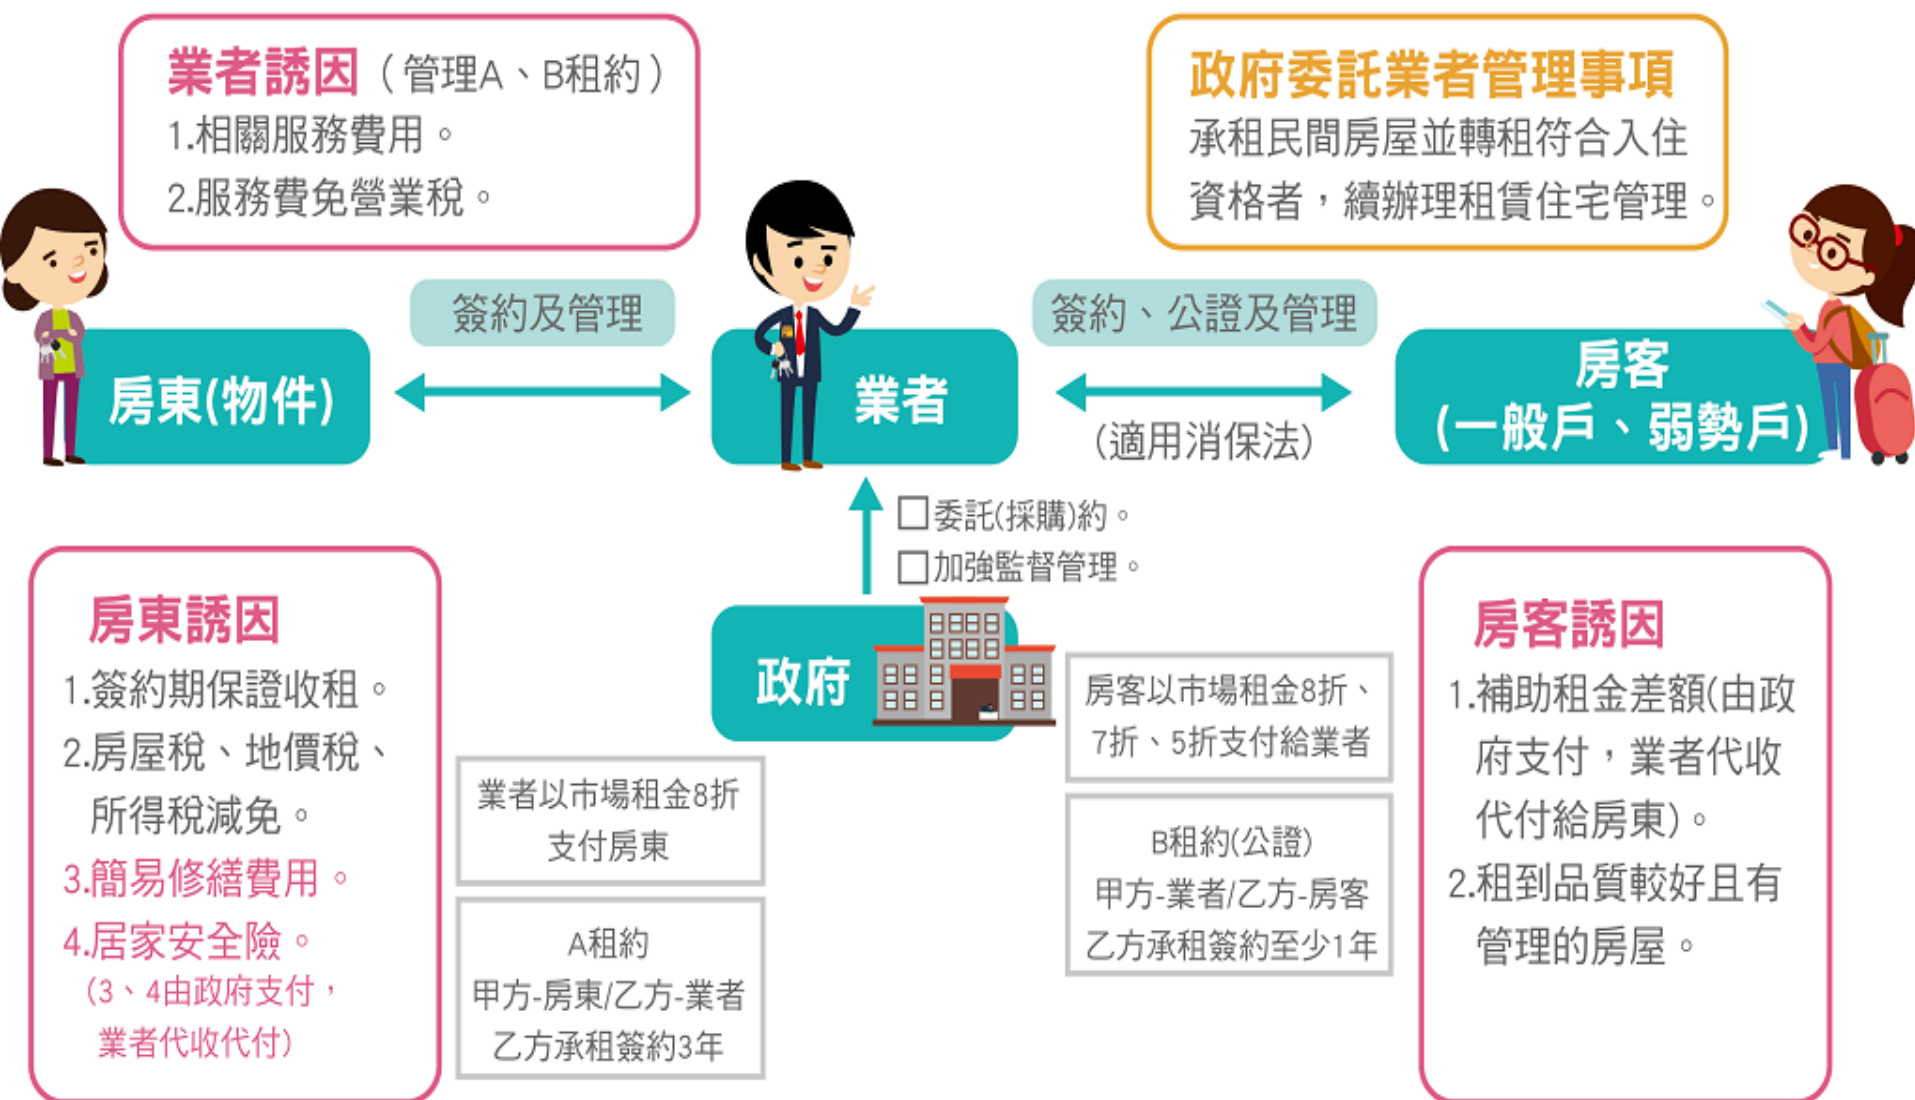 業者誘因（管理A、B租約）
1.相關服務費用。
2.服務費免營業稅。
政府委託業者管理事項
承租民間房屋並轉租符合入住
資格者，續辦理租賃住宅管理。
簽約及管理
簽約、公證及管理
房東(物件)
業者
(適用消保法)
房客
(一般戶、弱勢戶)
□委託(採購)約。
□加強監督管理。
政府
房東誘因
1.簽約期保證收租。
2.房屋稅、地價稅、
所得稅減免。
3.簡易修繕費用。
4.居家安全險。
(3、4由政府支付，
業者代收代付)
業者以市場租金8折
支付房東
A租約
甲方-房東/乙方-業者
乙方承租簽約3年
房客以市場租金8折、
7折、5折支付給業者
B租約(公證)
甲方-業者/乙方-房客
乙方承租簽約至少1年
房客誘因
1.補助租金差額(由政
府支付，業者代收
代付給房東)。
2.租到品質較好且有
管理的房屋。